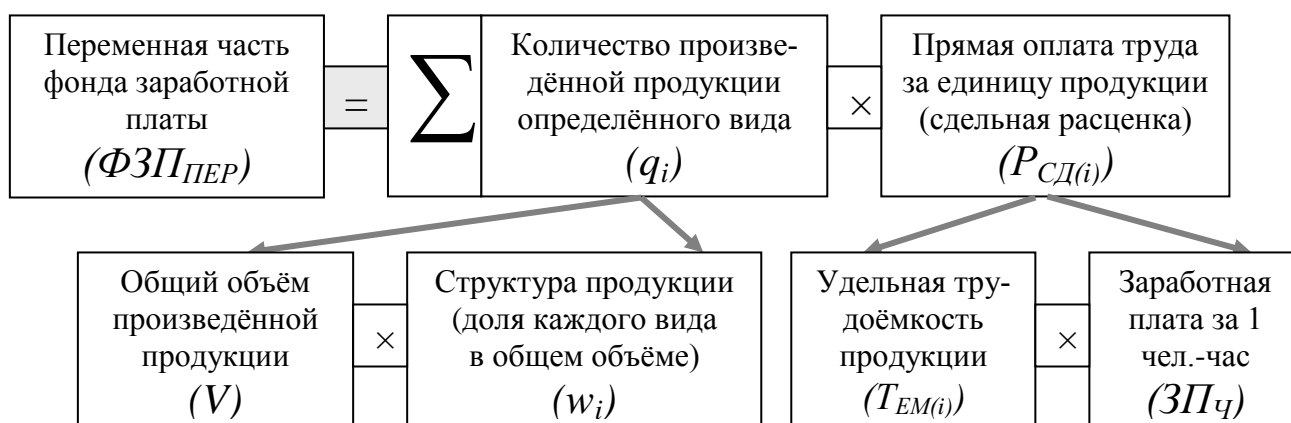 Переменная часть
фонда заработной
платы
(ФЗП_ПЕР)
=
∑
Количество произве-
дённой продукции
определённого вида
(q_i)
×
Прямая оплата труда
за единицу продукции
(сдельная расценка)
(Р_СД(i))
Общий объём
произведённой
продукции
(V)
×
Структура продукции
(доля каждого вида
в общем объёме)
(w_i)
Удельная тру-
доёмкость
продукции
(Т_ЕМ(i))
×
Заработная
плата за 1
чел.-час
(ЗП_Ч)